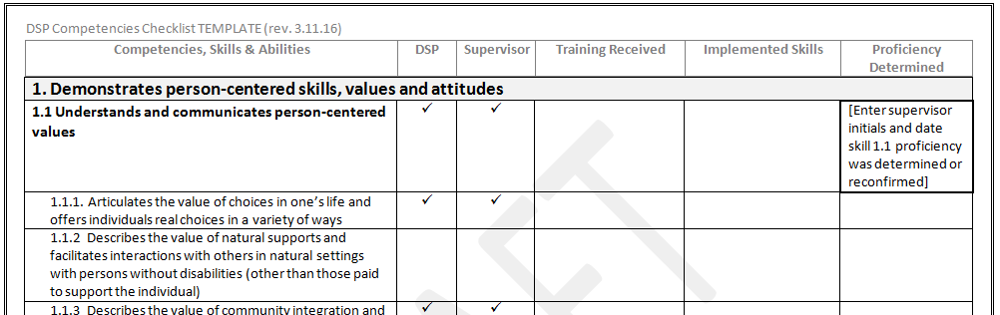 DSP Competencies Checklist TEMPLATE (rev. 3.11.16)
Competencies, Skills & Abilities DSP Supervisor Training Received Implemented Skills Proficiency Determined
1. Demonstrates person-centered skills, values and attitudes
1.1 Understands and communicates person-centered
values
✓ ✓
[Enter supervisor
initials and date
skill 1.1 proficiency
was determined or
reconfirmed]
1.1.1. Articulates the value of choices in one's life and
offers individuals real choices in a variety of ways
✓ ✓
1.1.2 Describes the value of natural supports and
facilitates interactions with others in natural settings
with persons without disabilities (other than those paid
to support the individual)
1.1.3 Describes the value of community integration and
✓ ✓
FT